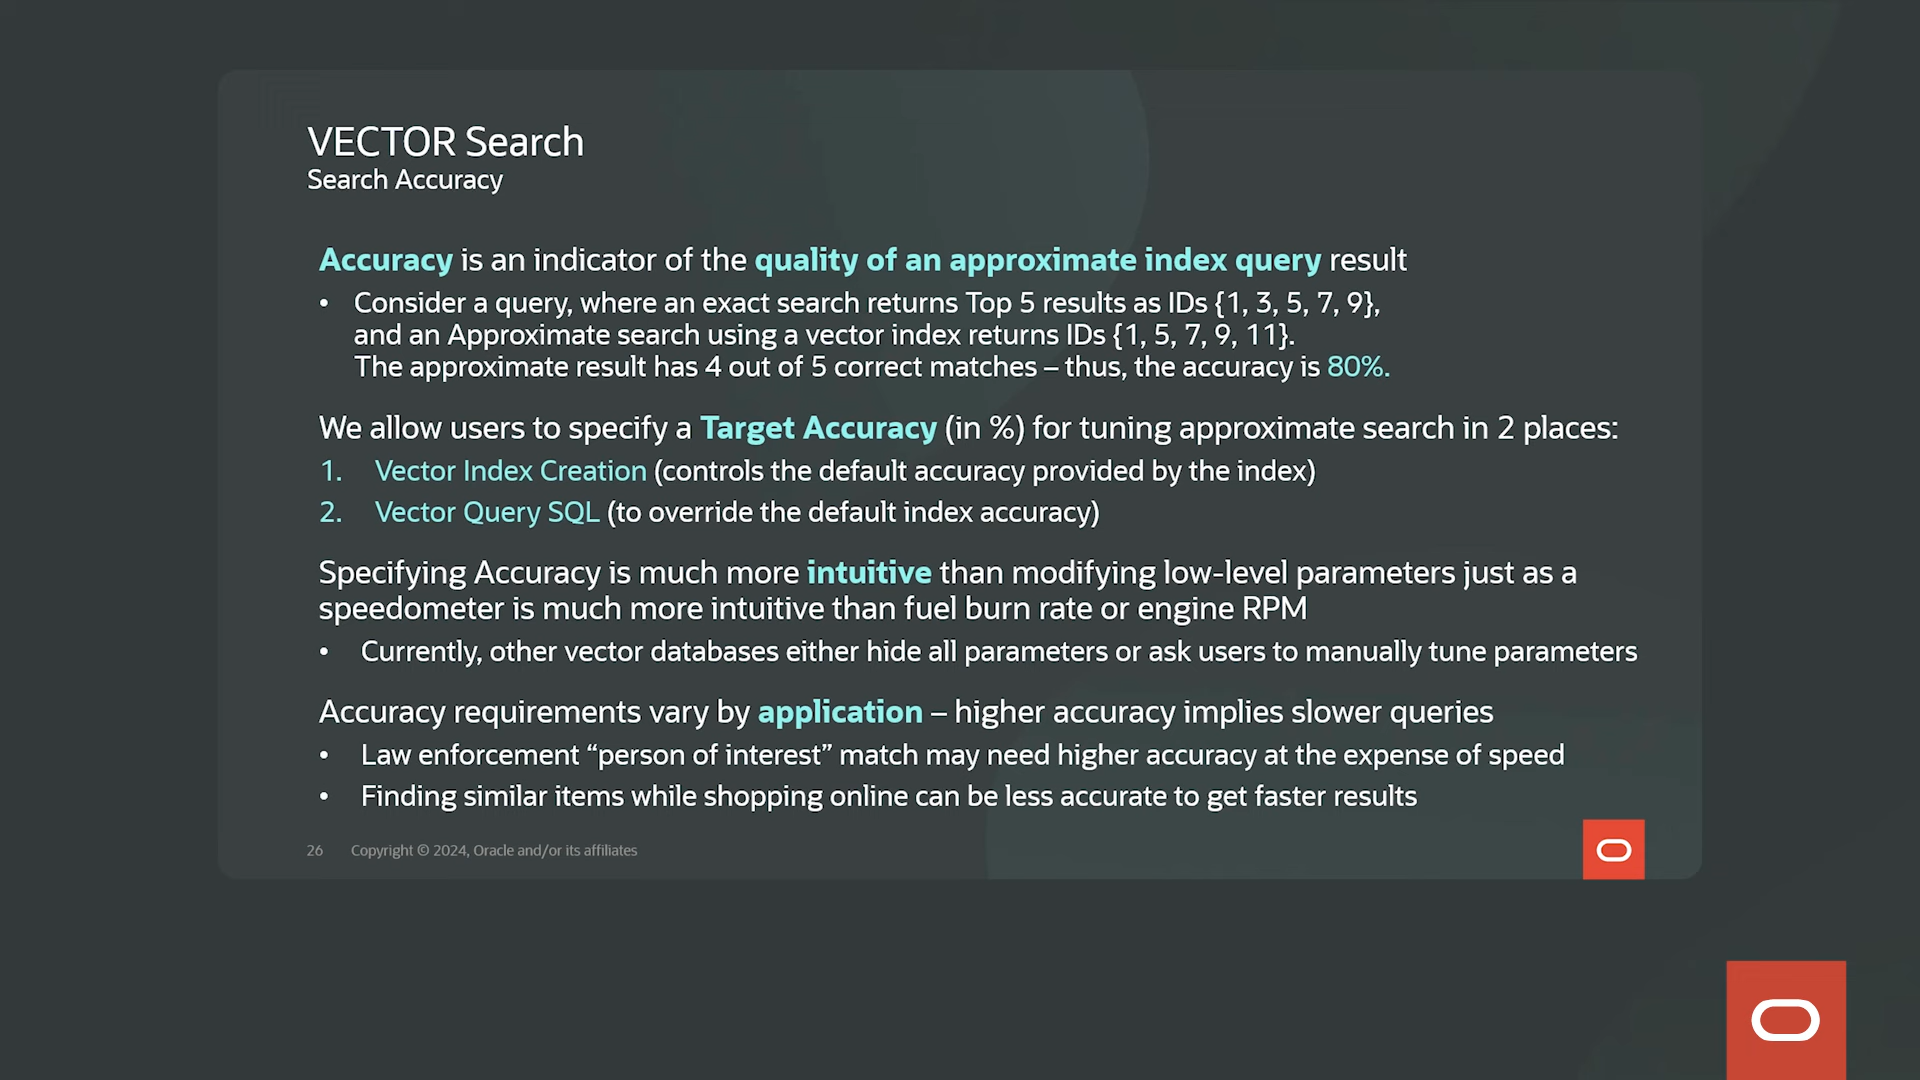 VECTOR Search
Search Accuracy
Accuracy is an indicator of the quality of an approximate index query result
• Consider a query, where an exact search returns Top 5 results as IDs {1, 3, 5, 7, 9},
and an Approximate search using a vector index returns IDs {1, 5, 7, 9, 11}.
The approximate result has 4 out of 5 correct matches – thus, the accuracy is 80%.
We allow users to specify a Target Accuracy (in %) for tuning approximate search in 2 places:
1. Vector Index Creation (controls the default accuracy provided by the index)
2. Vector Query SQL (to override the default index accuracy)
Specifying Accuracy is much more intuitive than modifying low-level parameters just as a
speedometer is much more intuitive than fuel burn rate or engine RPM
• Currently, other vector databases either hide all parameters or ask users to manually tune parameters
Accuracy requirements vary by application – higher accuracy implies slower queries
• Law enforcement “person of interest” match may need higher accuracy at the expense of speed
• Finding similar items while shopping online can be less accurate to get faster results
26 Copyright © 2024, Oracle and/or its affiliates